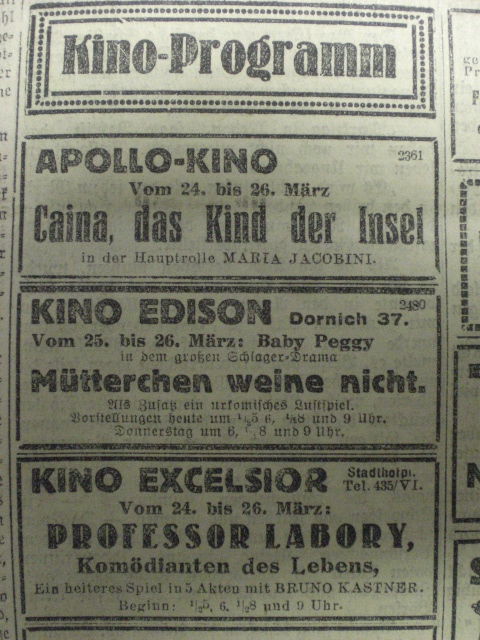 Kino-Programm
APOLLO-KINO 2361
Vom 24. bis 26. März
Caina, das Kind der Insel
in der Hauptrolle MARIA JACOBINI.
KINO EDISON Dornich 37. 2480
Vom 25. bis 26. März: Baby Peggy
in dem großen Schlager-Drama
Mütterchen weine nicht.
Als Zusatz ein urkomisches Lustspiel.
Vorstellungen heute um ½5 6, ½8 und 9 Uhr.
Donnerstag um 6, ½8 und 9 Uhr.
KINO EXCELSIOR Stadttheipl.
Tel. 435/VI.
Vom 24. bis 26. März:
PROFESSOR LABORY,
Komödianten des Lebens,
Ein heiteres Spiel in 5 Akten mit BRUNO KASTNER.
Beginn: ½5, 6, ½8 und 9 Uhr.